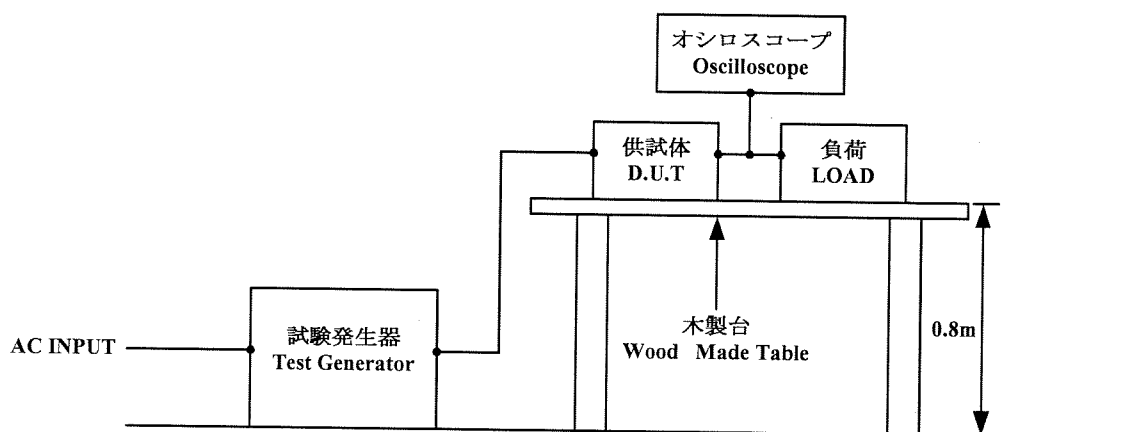 オシロスコープ
Oscilloscope
供試体
D.U.T
負荷
LOAD
試験発生器
Test Generator
AC INPUT
木製台
Wood Made Table
0.8m